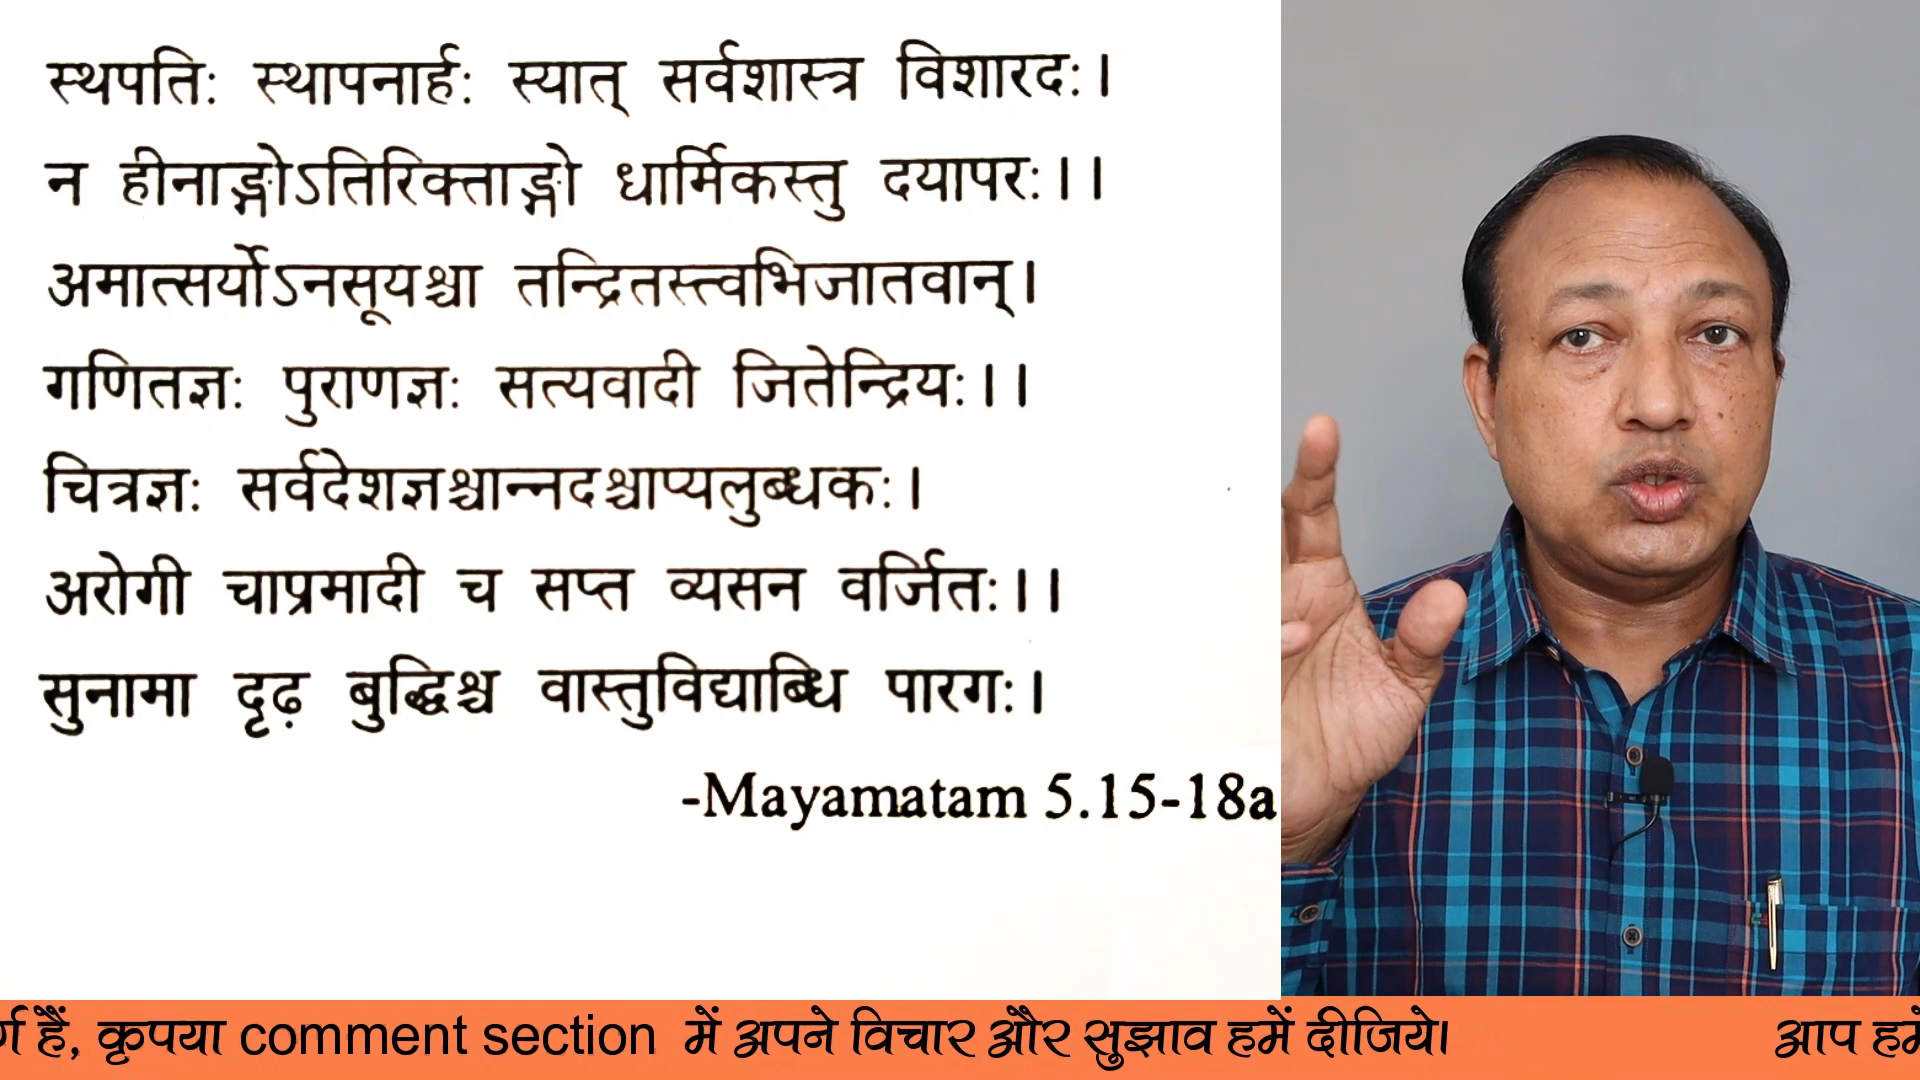 स्थपतिः स्थापनार्हः स्यात् सर्वशास्त्र विशारदः।
न हीनाङ्गोऽतिरिक्ताङ्गो धार्मिकस्तु दयापरः।।
अमात्सर्योऽनसूयश्चा तन्द्रितस्त्वभिजातवान्।
गणितज्ञः पुराणज्ञः सत्यवादी जितेन्द्रियः।।
चित्रज्ञः सर्वदेशज्ञश्चान्नदश्चाप्यलुब्धकः।
अरोगी चाप्रमादी च सप्त व्यसन वर्जितः।।
सुनामा दृढ़ बुद्धिश्च वास्तुविद्याब्धि पारगः।
-Mayamatam 5.15-18a
हैं, कृपया comment section में अपने विचार और सुझाव हमें दीजिये। आप